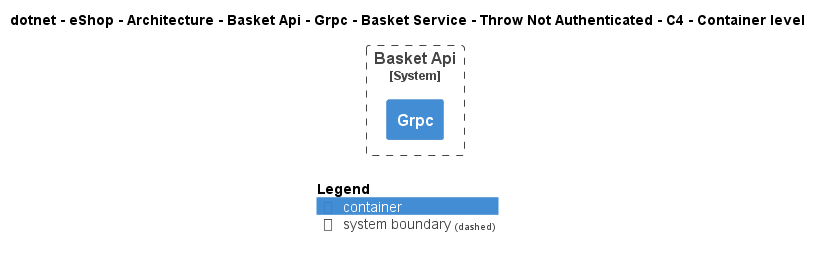 dotnet - eShop - Architecture - Basket Api - Grpc - Basket Service - Throw Not Authenticated - C4 - Container level
Basket Api
[System]
Grpc
Legend
container
system boundary (dashed)